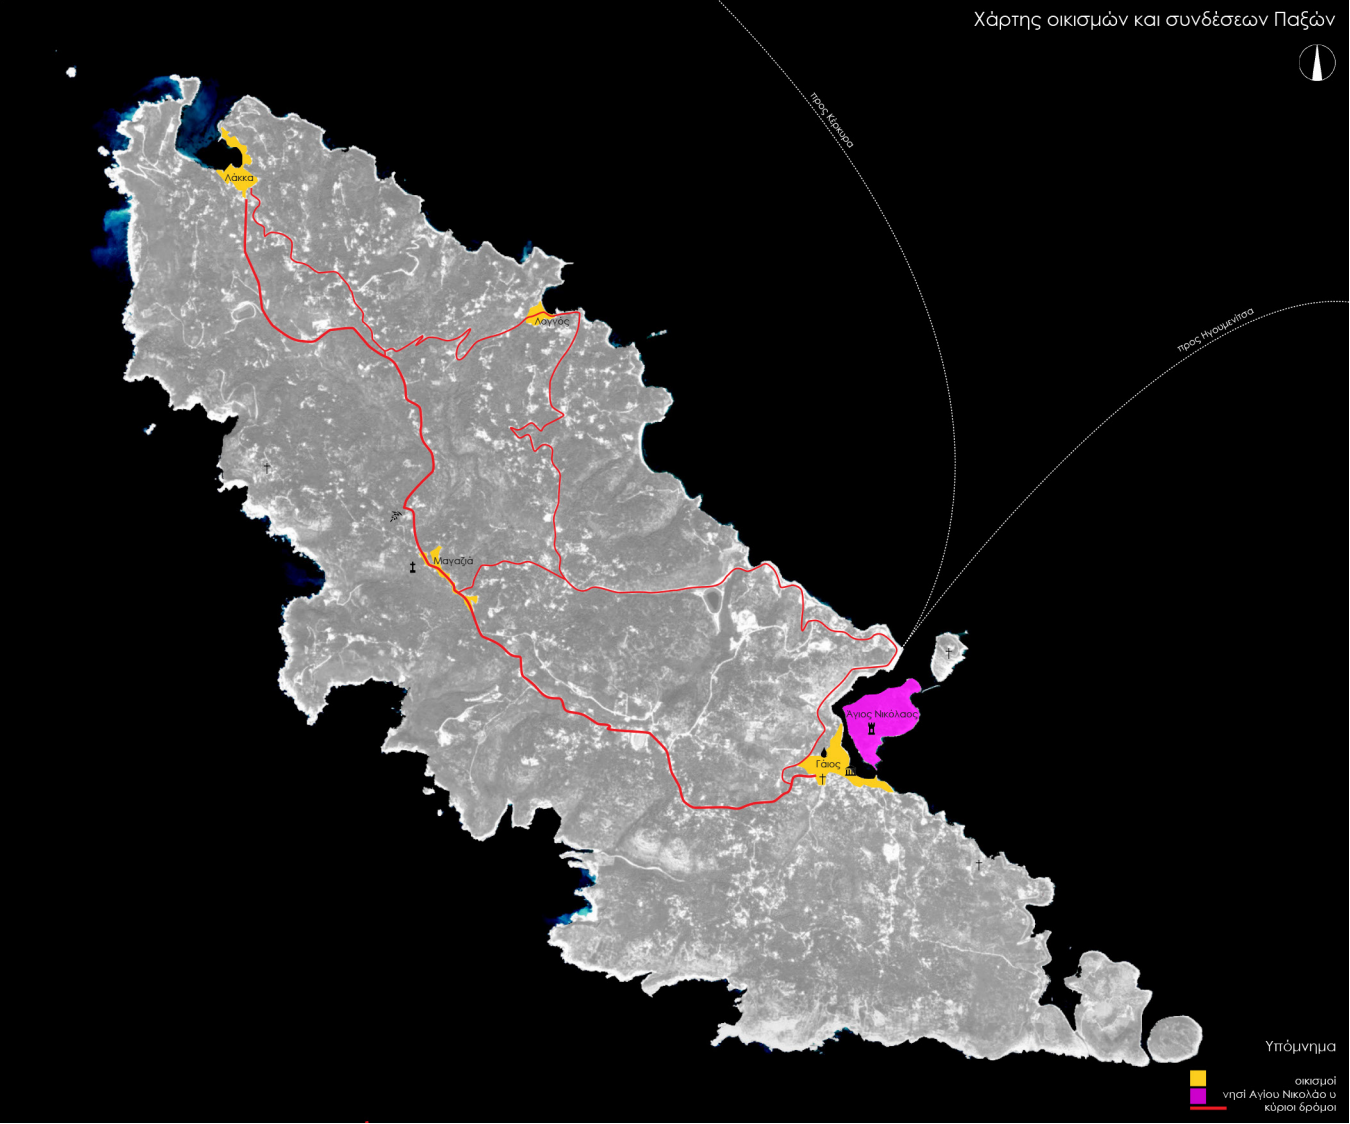 Χάρτης οικισμών και συνδέσεων Παξών
προς Κέρκυρα
προς Ηγουμενίτσα
Λάκκα
Λογγός
Μαγαζιά
Άγιος Νικόλαος
Γάιος
Υπόμνημα
οικισμοί
νησί Αγίου Νικολάο υ
κύριοι δρόμοι